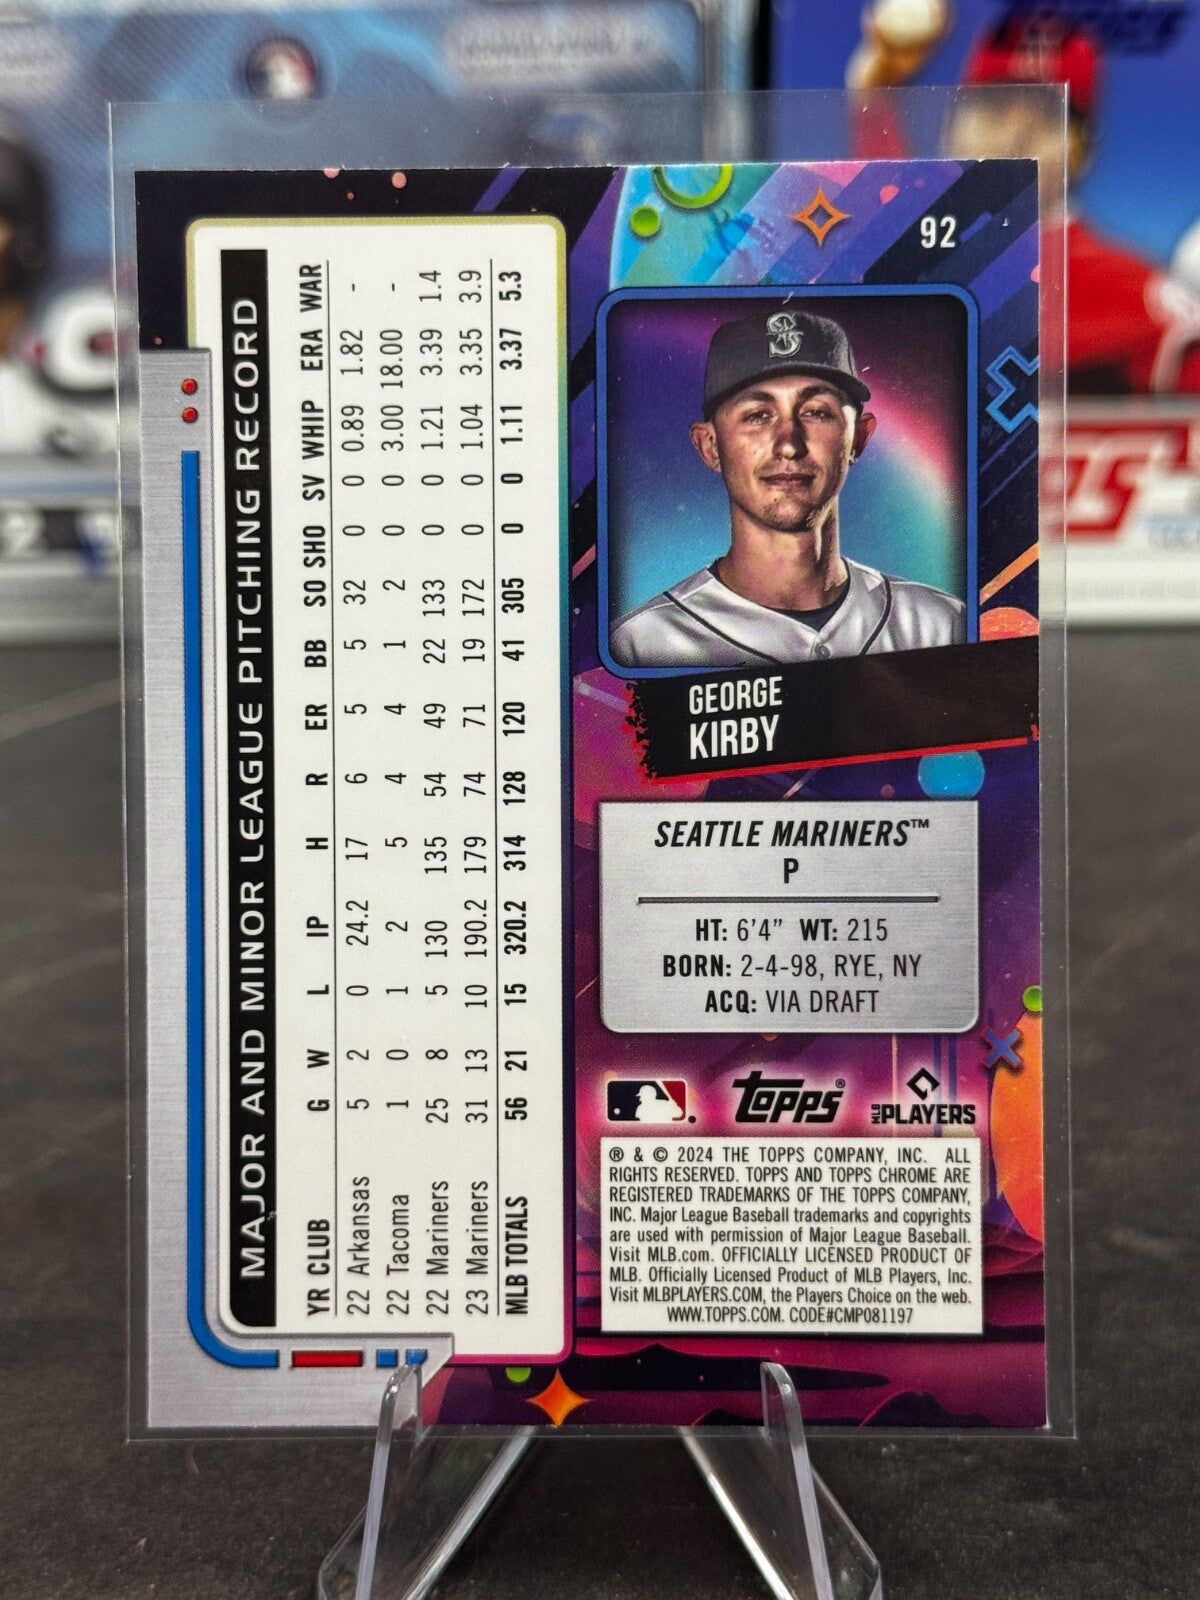 92
MAJOR AND MINOR LEAGUE PITCHING RECORD
YR CLUB G W L IP H R ER BB SO SHO SV WHIP ERA WAR
22 Arkansas 5 2 0 24.2 17 6 5 5 32 0 0 0.89 1.82 -
22 Tacoma 1 0 1 2 5 4 4 1 2 0 0 3.00 18.00 -
22 Mariners 25 8 5 130 135 54 49 22 133 0 0 1.21 3.39 1.4
23 Mariners 31 13 10 190.2 179 74 71 19 172 0 0 1.04 3.35 3.9
MLB TOTALS 56 21 15 320.2 314 128 120 41 305 0 0 1.11 3.37 5.3
S
GEORGE
KIRBY
SEATTLE MARINERS™
P
HT: 6'4" WT: 215
BORN: 2-4-98, RYE, NY
ACQ: VIA DRAFT
Topps®
MLB PLAYERS
® & © 2024 THE TOPPS COMPANY, INC. ALL
RIGHTS RESERVED. TOPPS AND TOPPS CHROME ARE
REGISTERED TRADEMARKS OF THE TOPPS COMPANY,
INC. Major League Baseball trademarks and copyrights
are used with permission of Major League Baseball.
Visit MLB.com. OFFICIALLY LICENSED PRODUCT OF
MLB. Officially Licensed Product of MLB Players, Inc.
Visit MLBPLAYERS.COM, the Players Choice on the web.
WWW.TOPPS.COM. CODE#CMP081197